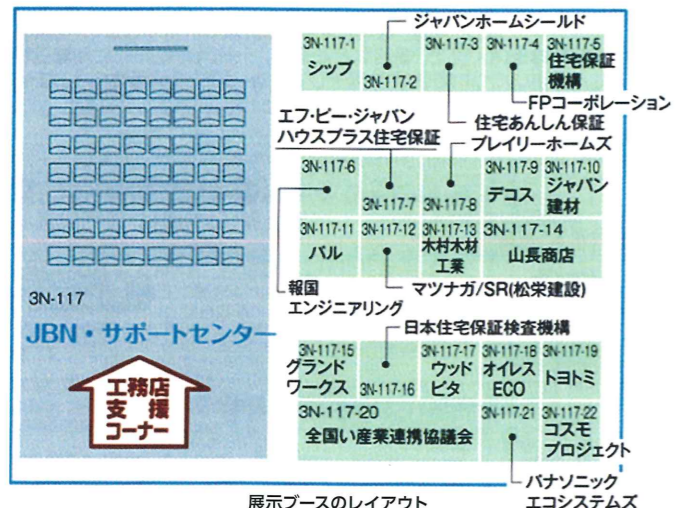 ジャパンホームシールド
3N-117-1
シップ
3N-117-2
3N-117-3
3N-117-4
3N-117-5
住宅保証
機構
FPコーポレーション
住宅あんしん保証
エフ・ピー・ジャパン
ハウスプラス住宅保証
プレイリーホームズ
3N-117-6
3N-117-7
3N-117-8
3N-117-9
デコス
3N-117-10
ジャパン
建材
3N-117-11
パル
3N-117-12
3N-117-13
木村木材
工業
3N-117-14
山長商店
報国
エンジニアリング
マツナガ/SR(松栄建設)
3N-117
JBN・サポートセンター
工務店
支援
コーナー
日本住宅保証検査機構
3N-117-15
グランド
ワークス
3N-117-16
3N-117-17
ウッド
ピタ
3N-117-18
オイレス
ECO
3N-117-19
トヨトミ
3N-117-20
全国い産業連携協議会
3N-117-21
3N-117-22
コスモ
プロジェクト
パナソニック
エコシステムズ
展示ブースのレイアウト